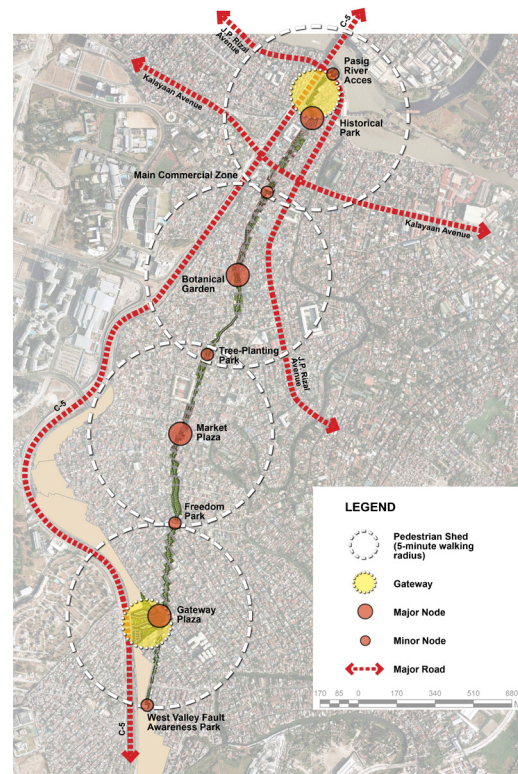 C-5
J.P. Rizal
Avenue
Pasig
River
Acces
Kalayaan Avenue
Historical
Park
Main Commercial Zone
Kalayaan Avenue
Botanical
Garden
Tree-Planting
Park
J.P. Rizal
Avenue
C-5
Market
Plaza
Freedom
Park
LEGEND
Pedestrian Shed
(5-minute walking
radius)
Gateway
Gateway
Plaza
Major Node
Minor Node
Major Road
West Valley Fault
Awareness Park
C-5
170 85 0 170 340 510 680
M